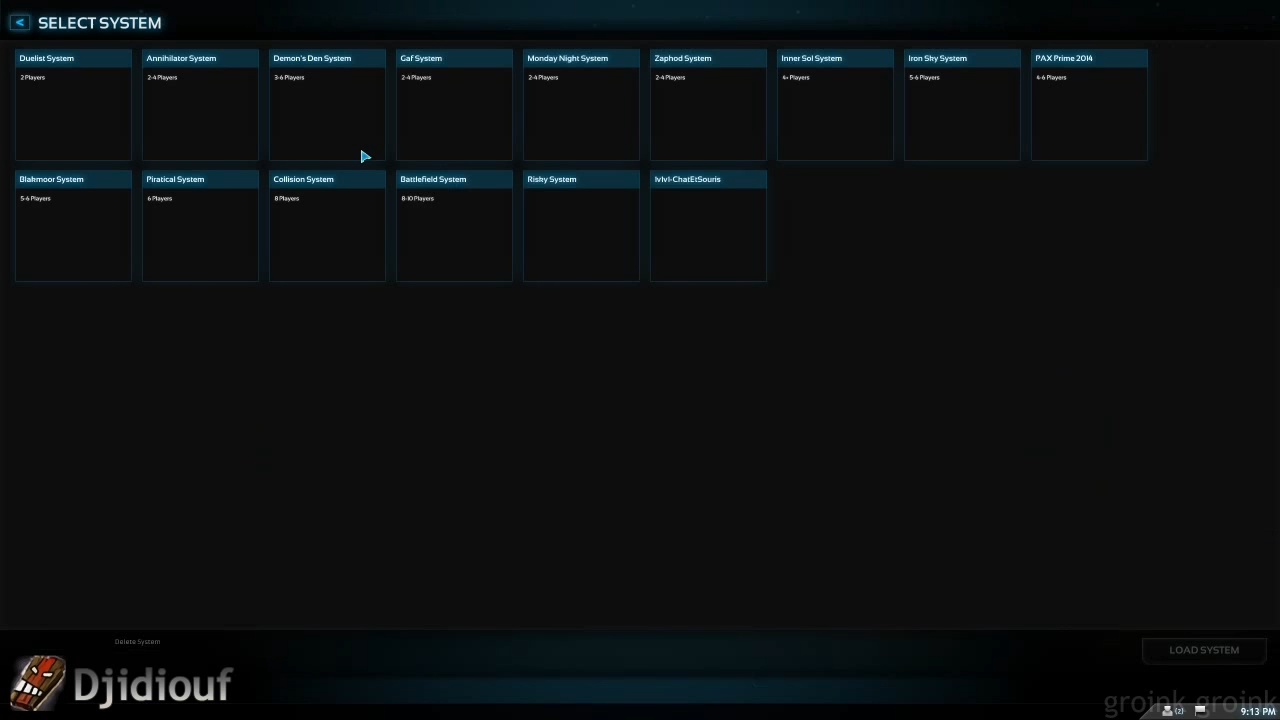 < SELECT SYSTEM
Duelist System
2 Players
Annihilator System
2-4 Players
Demon's Den System
3-6 Players
Gaf System
2-4 Players
Monday Night System
2-4 Players
Zaphod System
2-4 Players
Inner Sol System
4+ Players
Iron Sky System
5-6 Players
PAX Prime 2014
4-6 Players
Blakmoor System
5-6 Players
Piratical System
6 Players
Collision System
8 Players
Battlefield System
8-10 Players
Risky System
1v1v1-ChatEtSouris
Delete System
LOAD SYSTEM
Djidiouf
groink groink
(2)
9:13 PM